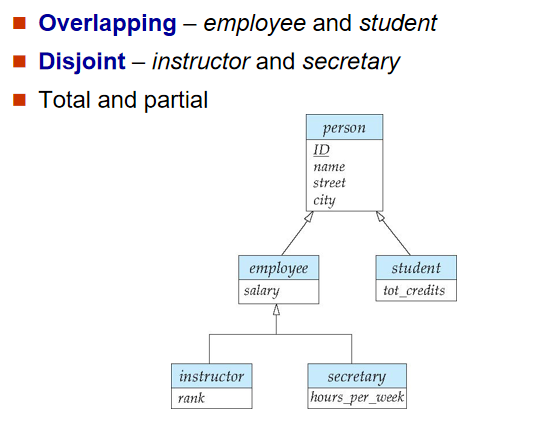 Overlapping – employee and student
Disjoint – instructor and secretary
Total and partial
person
ID
name
street
city
employee
salary
student
tot_credits
instructor
rank
secretary
hours_per_week